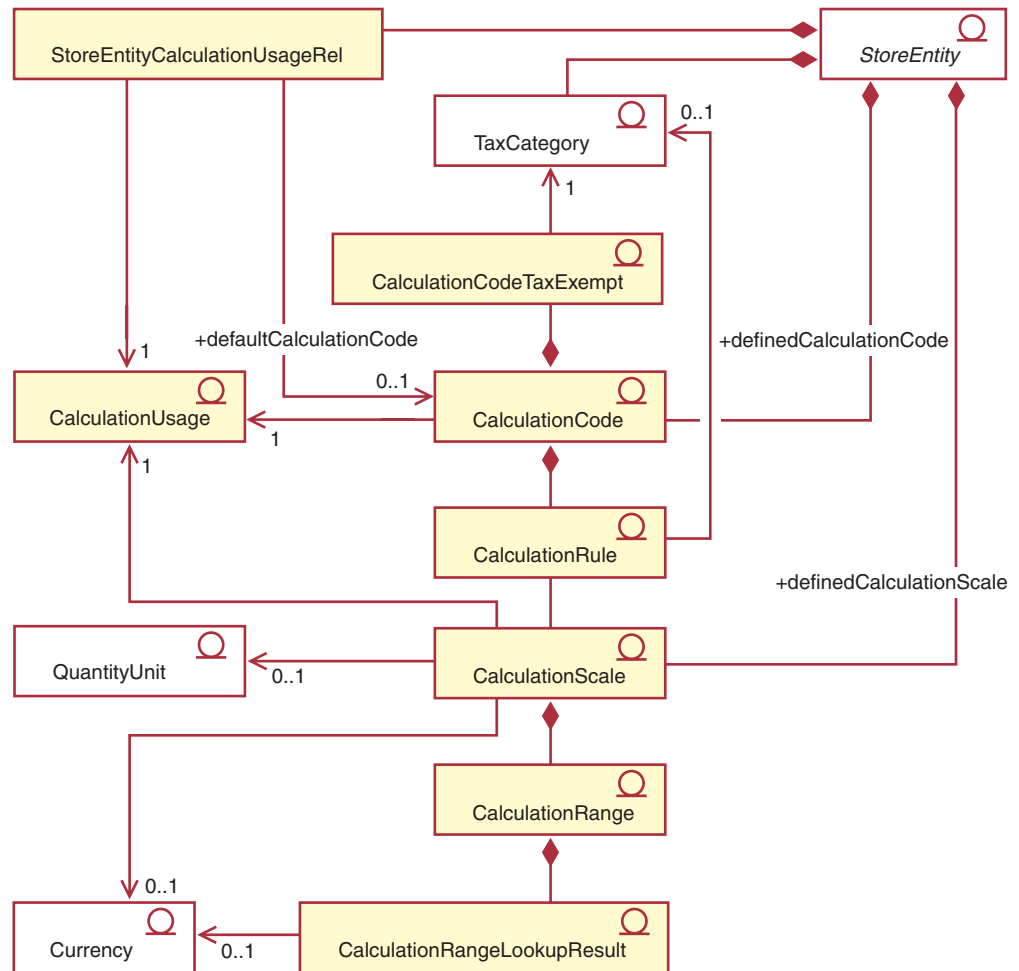 StoreEntityCalculationUsageRel
StoreEntity
TaxCategory
0..1
1
CalculationCodeTaxExempt
+defaultCalculationCode
+definedCalculationCode
1
0..1
CalculationUsage
CalculationCode
1
1
CalculationRule
+definedCalculationScale
QuantityUnit
0..1
CalculationScale
CalculationRange
0..1
Currency
0..1
CalculationRangeLookupResult